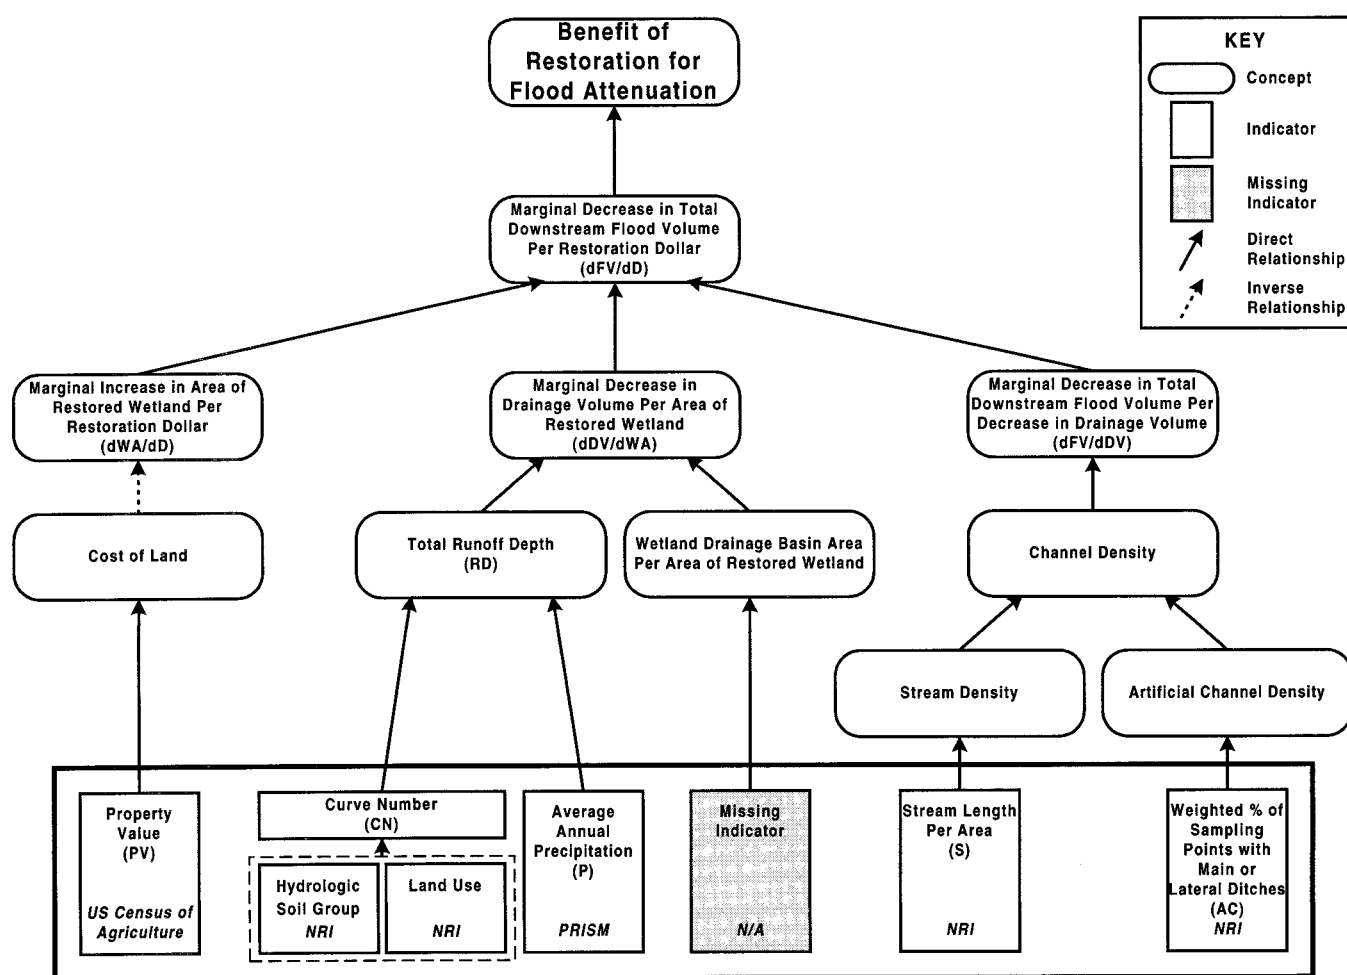 Benefit of
Restoration for
Flood Attenuation
KEY
Concept
Indicator
Missing
Indicator
Direct
Relationship
Inverse
Relationship
Marginal Decrease in Total
Downstream Flood Volume
Per Restoration Dollar
(dFV/dD)
Marginal Increase in Area of
Restored Wetland Per
Restoration Dollar
(dWA/dD)
Marginal Decrease in
Drainage Volume Per Area of
Restored Wetland
(dDV/dWA)
Marginal Decrease in Total
Downstream Flood Volume Per
Decrease in Drainage Volume
(dFV/dDV)
Cost of Land
Total Runoff Depth
(RD)
Wetland Drainage Basin Area
Per Area of Restored Wetland
Channel Density
Stream Density
Artificial Channel Density
Property
Value
(PV)
US Census of
Agriculture
Curve Number
(CN)
Hydrologic
Soil Group
NRI
Land Use
NRI
Average
Annual
Precipitation
(P)
PRISM
Missing
Indicator
N/A
Stream Length
Per Area
(S)
NRI
Weighted % of
Sampling
Points with
Main or
Lateral Ditches
(AC)
NRI